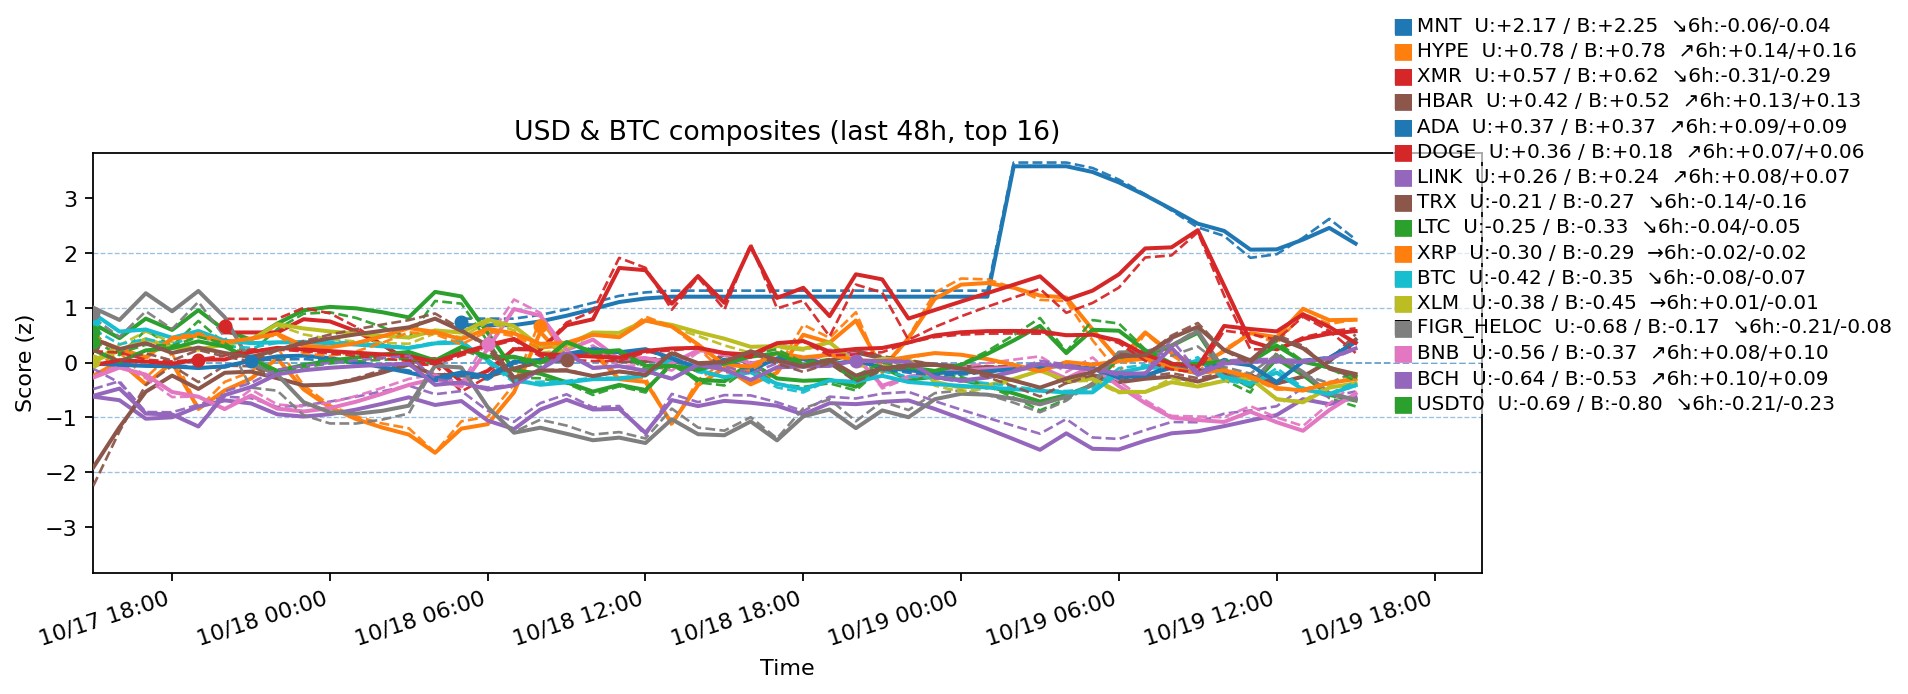 MNT U:+2.17 / B:+2.25 ↘6h:-0.06/-0.04
HYPE U:+0.78 / B:+0.78 ↗6h:+0.14/+0.16
XMR U:+0.57 / B:+0.62 ↘6h:-0.31/-0.29
HBAR U:+0.42 / B:+0.52 ↗6h:+0.13/+0.13
ADA U:+0.37 / B:+0.37 ↗6h:+0.09/+0.09
DOGE U:+0.36 / B:+0.18 ↗6h:+0.07/+0.06
LINK U:+0.26 / B:+0.24 ↗6h:+0.08/+0.07
TRX U:-0.21 / B:-0.27 ↘6h:-0.14/-0.16
LTC U:-0.25 / B:-0.33 ↘6h:-0.04/-0.05
XRP U:-0.30 / B:-0.29 →6h:-0.02/-0.02
BTC U:-0.42 / B:-0.35 ↘6h:-0.08/-0.07
XLM U:-0.38 / B:-0.45 →6h:+0.01/-0.01
FIGR_HELOC U:-0.68 / B:-0.17 ↘6h:-0.21/-0.08
BNB U:-0.56 / B:-0.37 ↗6h:+0.08/+0.10
BCH U:-0.64 / B:-0.53 ↗6h:+0.10/+0.09
USDT0 U:-0.69 / B:-0.80 ↘6h:-0.21/-0.23
USD & BTC composites (last 48h, top 16)
Score (z)
3
2
1
0
−1
−2
−3
10/17 18:00
10/18 00:00
10/18 06:00
10/18 12:00
10/18 18:00
10/19 00:00
10/19 06:00
10/19 12:00
10/19 18:00
Time